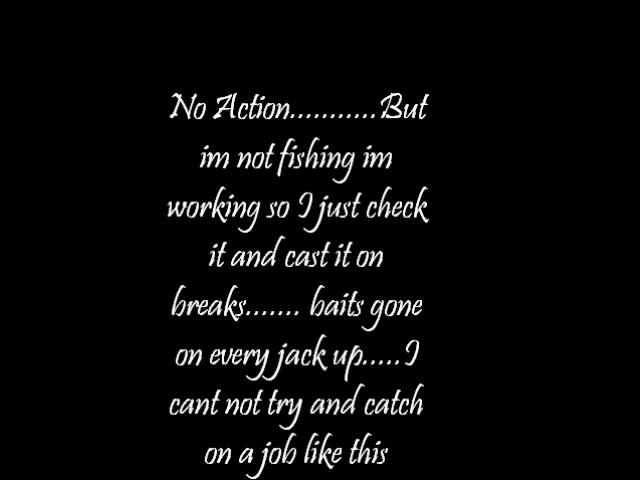 No Action...........But
im not fishing im
working so I just check
it and cast it on
breaks....... baits gone
on every jack up.....I
cant not try and catch
on a job like this